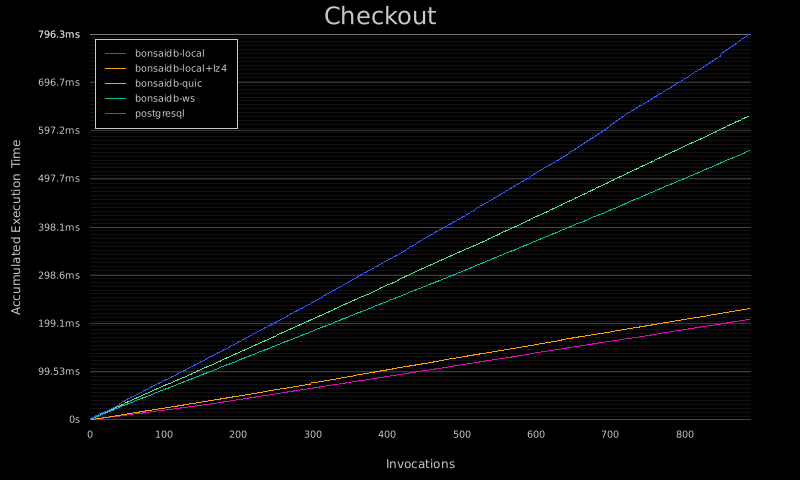 Checkout
796.3ms
696.7ms
597.2ms
497.7ms
398.1ms
298.6ms
199.1ms
99.53ms
0s
bonsaidb-local
bonsaidb-local+lz4
bonsaidb-quic
bonsaidb-ws
postgresql
Accumulated Execution Time
0 100 200 300 400 500 600 700 800
Invocations